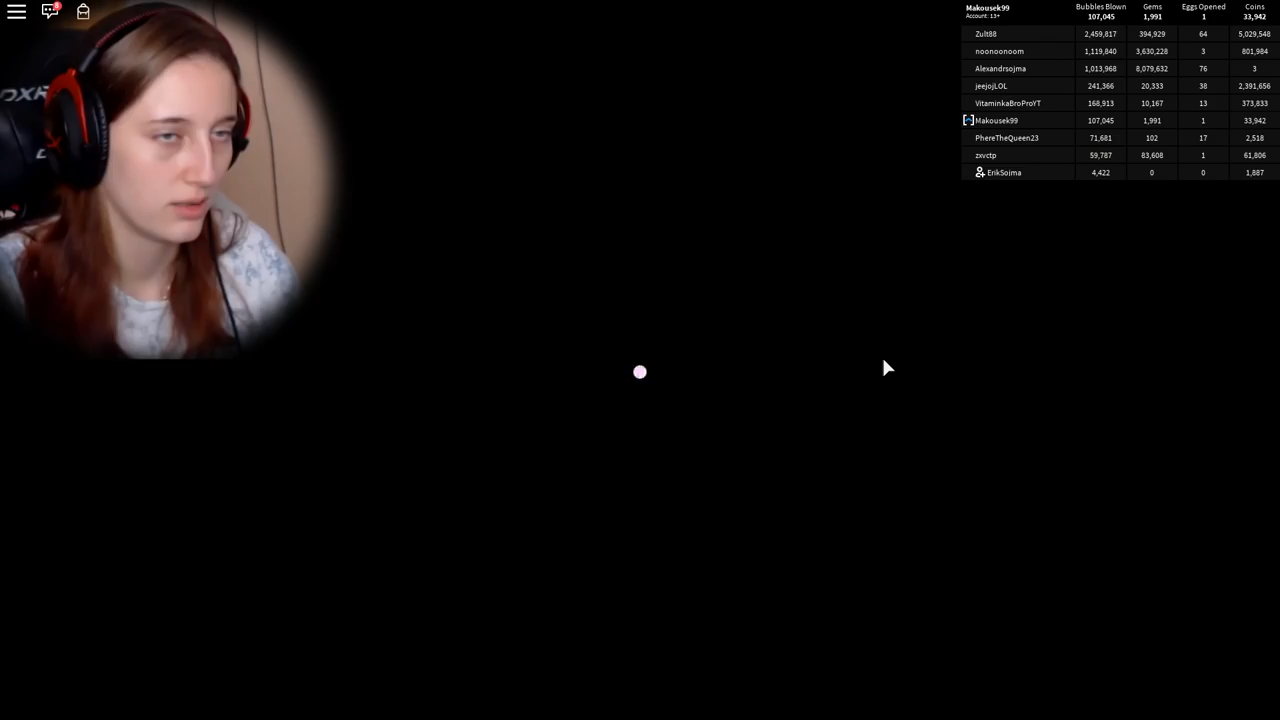 DXR
8
Makousek99 Bubbles Blown Gems Eggs Opened Coins
Account: 13+ 107,045 1,991 1 33,942
Zult88 2,459,817 394,929 64 5,029,548
noonoonoom 1,119,840 3,630,228 3 801,984
Alexandrsojma 1,013,968 8,079,632 76 3
jeejojLOL 241,366 20,333 38 2,391,656
VitaminkaBroProYT 168,913 10,167 13 373,833
Makousek99 107,045 1,991 1 33,942
PhereTheQueen23 71,681 102 17 2,518
zxvctp 59,787 83,608 1 61,806
ErikSojma 4,422 0 0 1,887